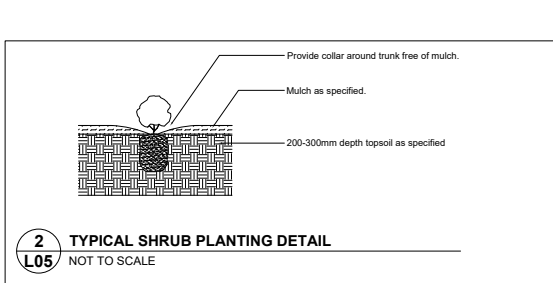 Provide collar around trunk free of mulch.
Mulch as specified.
200-300mm depth topsoil as specified
2
TYPICAL SHRUB PLANTING DETAIL
L05
NOT TO SCALE